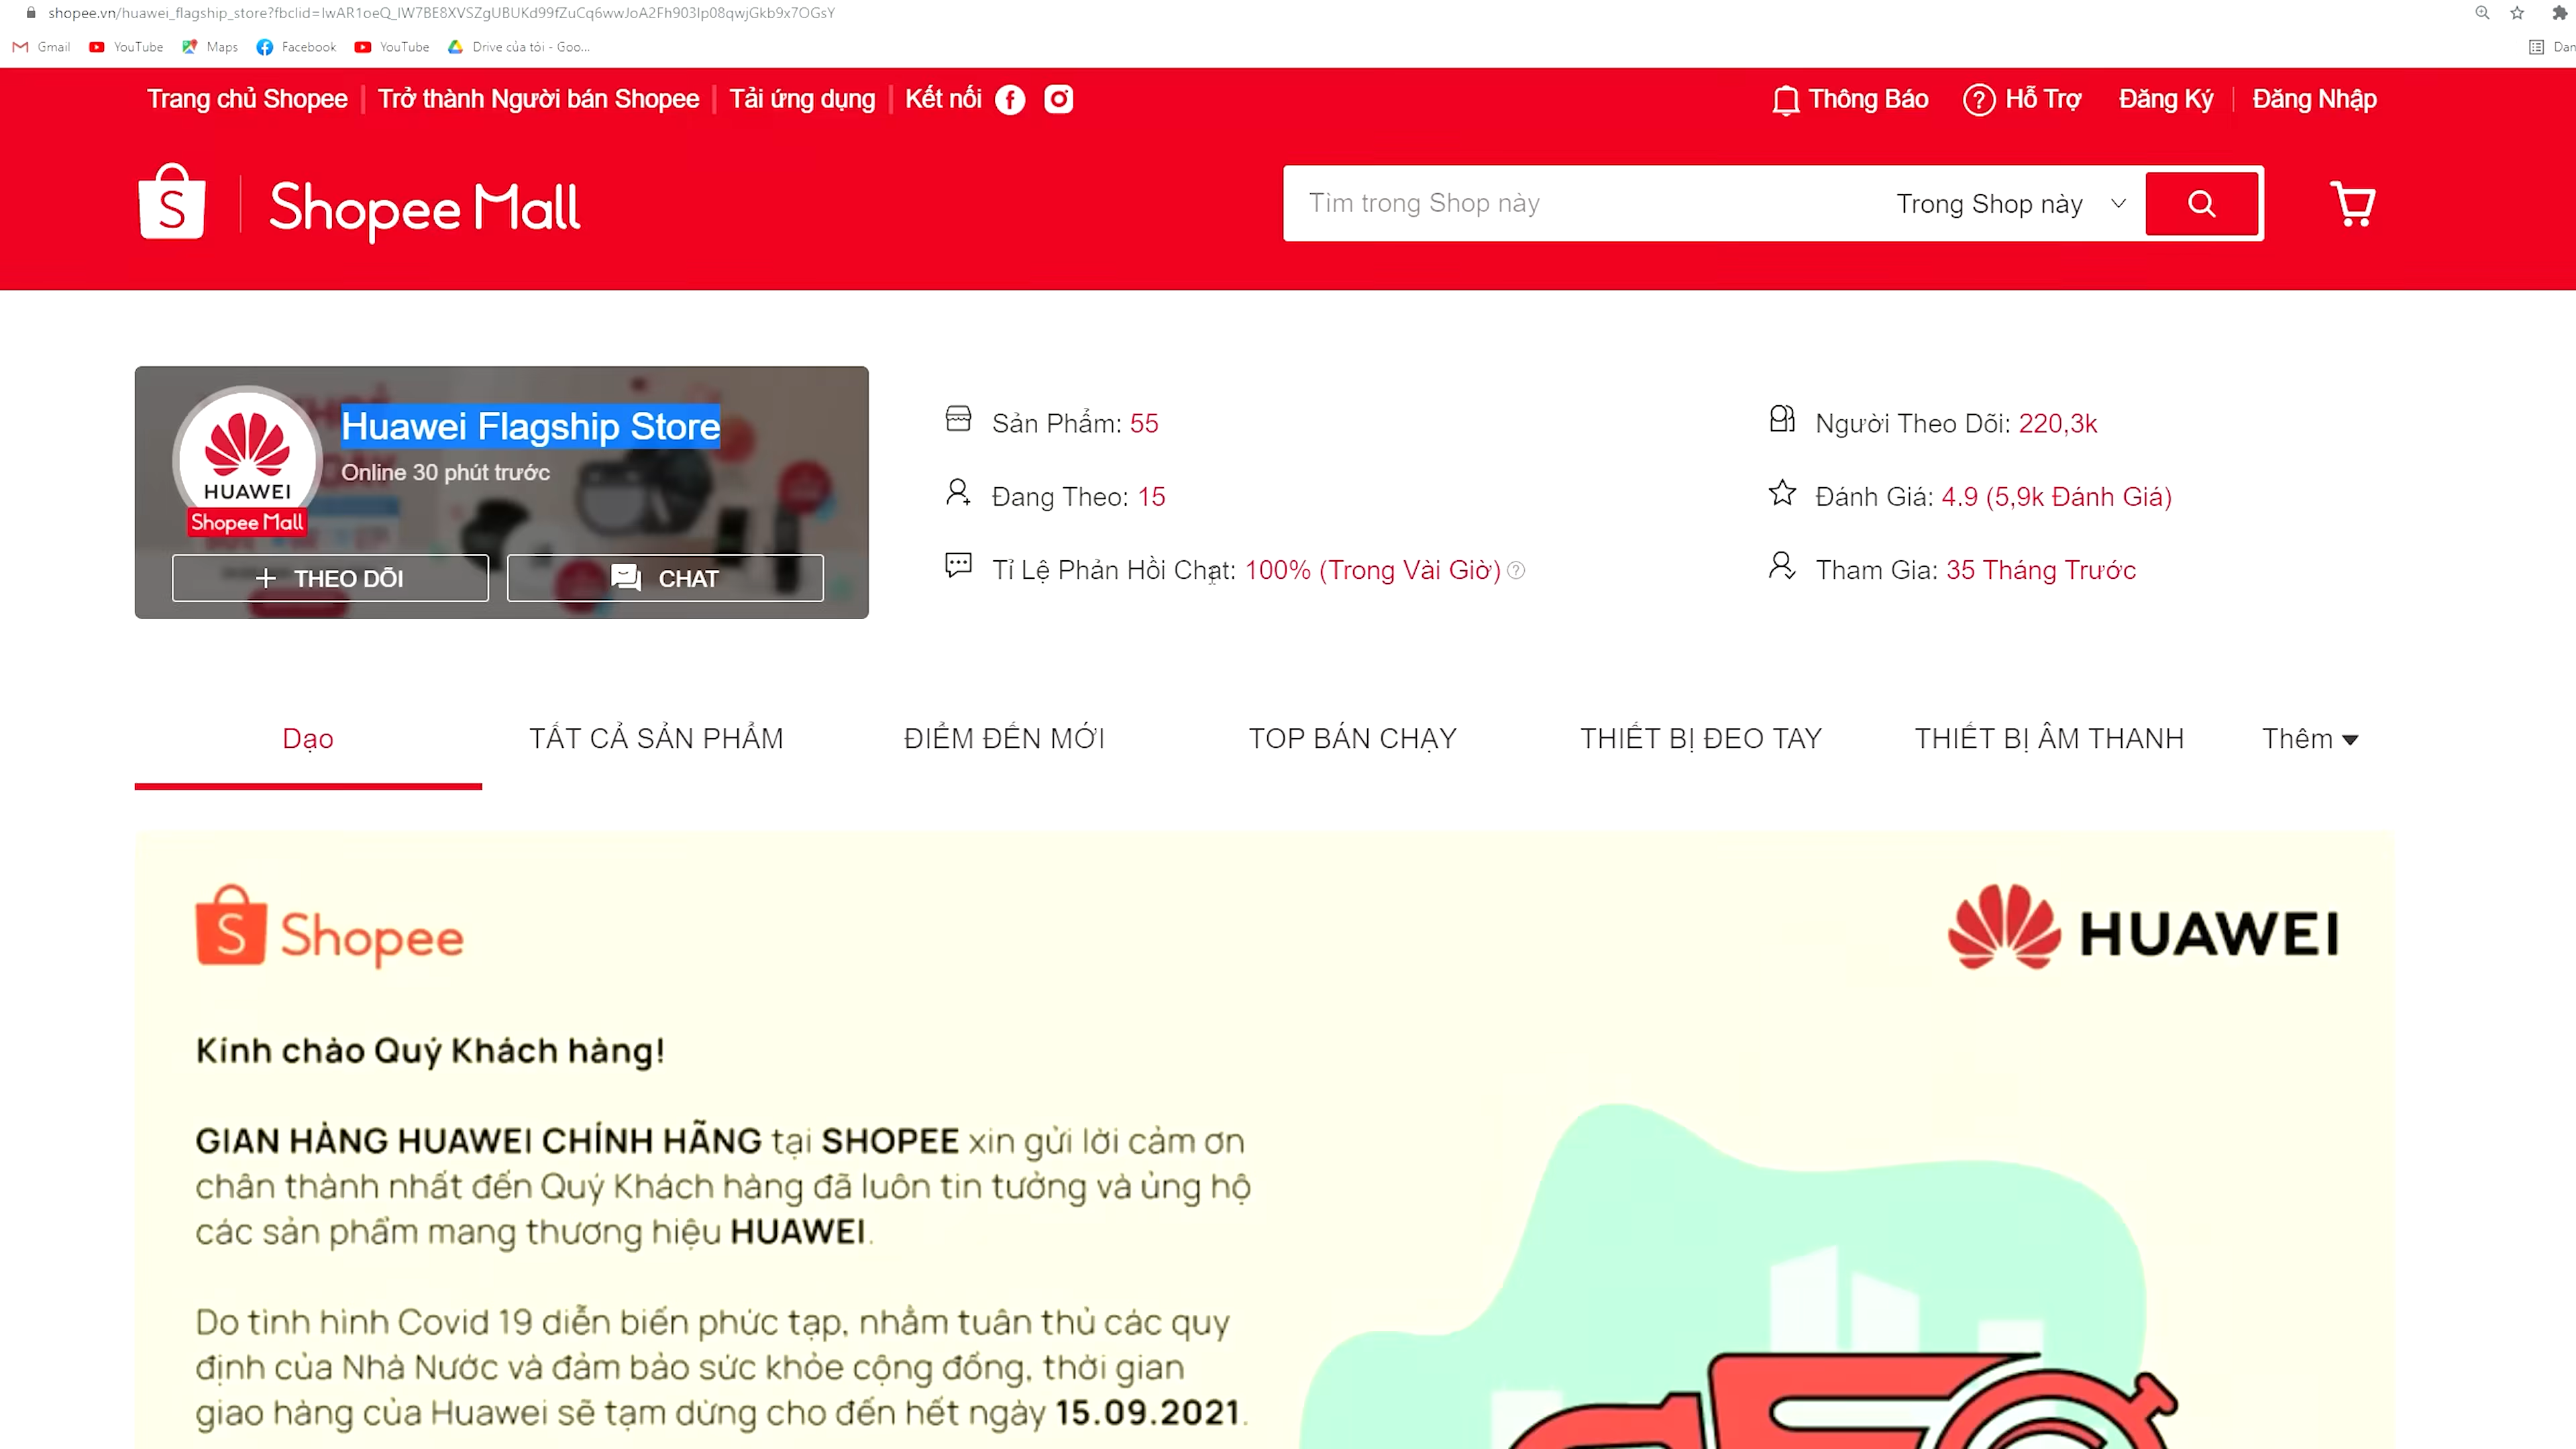 shopee.vn/huawei_flagship_store?fbclid=IwAR1oeQ_lW7BE8XVSZgUBUKd99fZuCq6wwJoA2Fh903Ip08qwjGkb9x7OGsY
Gmail YouTube Maps Facebook YouTube Drive của tôi - Goo...
Trang chủ Shopee Trở thành Người bán Shopee Tải ứng dụng Kết nối Thông Báo Hỗ Trợ Đăng Ký Đăng Nhập
Shopee Mall Tìm trong Shop này Trong Shop này
Huawei Flagship Store
Online 30 phút trước
HUAWEI
Shopee Mall
THEO DÕI CHAT
Sản Phẩm: 55 Người Theo Dõi: 220,3k
Đang Theo: 15 Đánh Giá: 4.9 (5,9k Đánh Giá)
Tỉ Lệ Phản Hồi Chat: 100% (Trong Vài Giờ) Tham Gia: 35 Tháng Trước
Dạo TẤT CẢ SẢN PHẨM ĐIỂM ĐẾN MỚI TOP BÁN CHẠY THIẾT BỊ ĐEO TAY THIẾT BỊ ÂM THANH Thêm
Shopee HUAWEI
Kính chào Quý Khách hàng!
GIAN HÀNG HUAWEI CHÍNH HÃNG tại SHOPEE xin gửi lời cảm ơn
chân thành nhất đến Quý Khách hàng đã luôn tin tưởng và ủng hộ
các sản phẩm mang thương hiệu HUAWEI.
Do tình hình Covid 19 diễn biến phức tạp, nhằm tuân thủ các quy
định của Nhà Nước và đảm bảo sức khỏe cộng đồng, thời gian
giao hàng của Huawei sẽ tạm dừng cho đến hết ngày 15.09.2021.